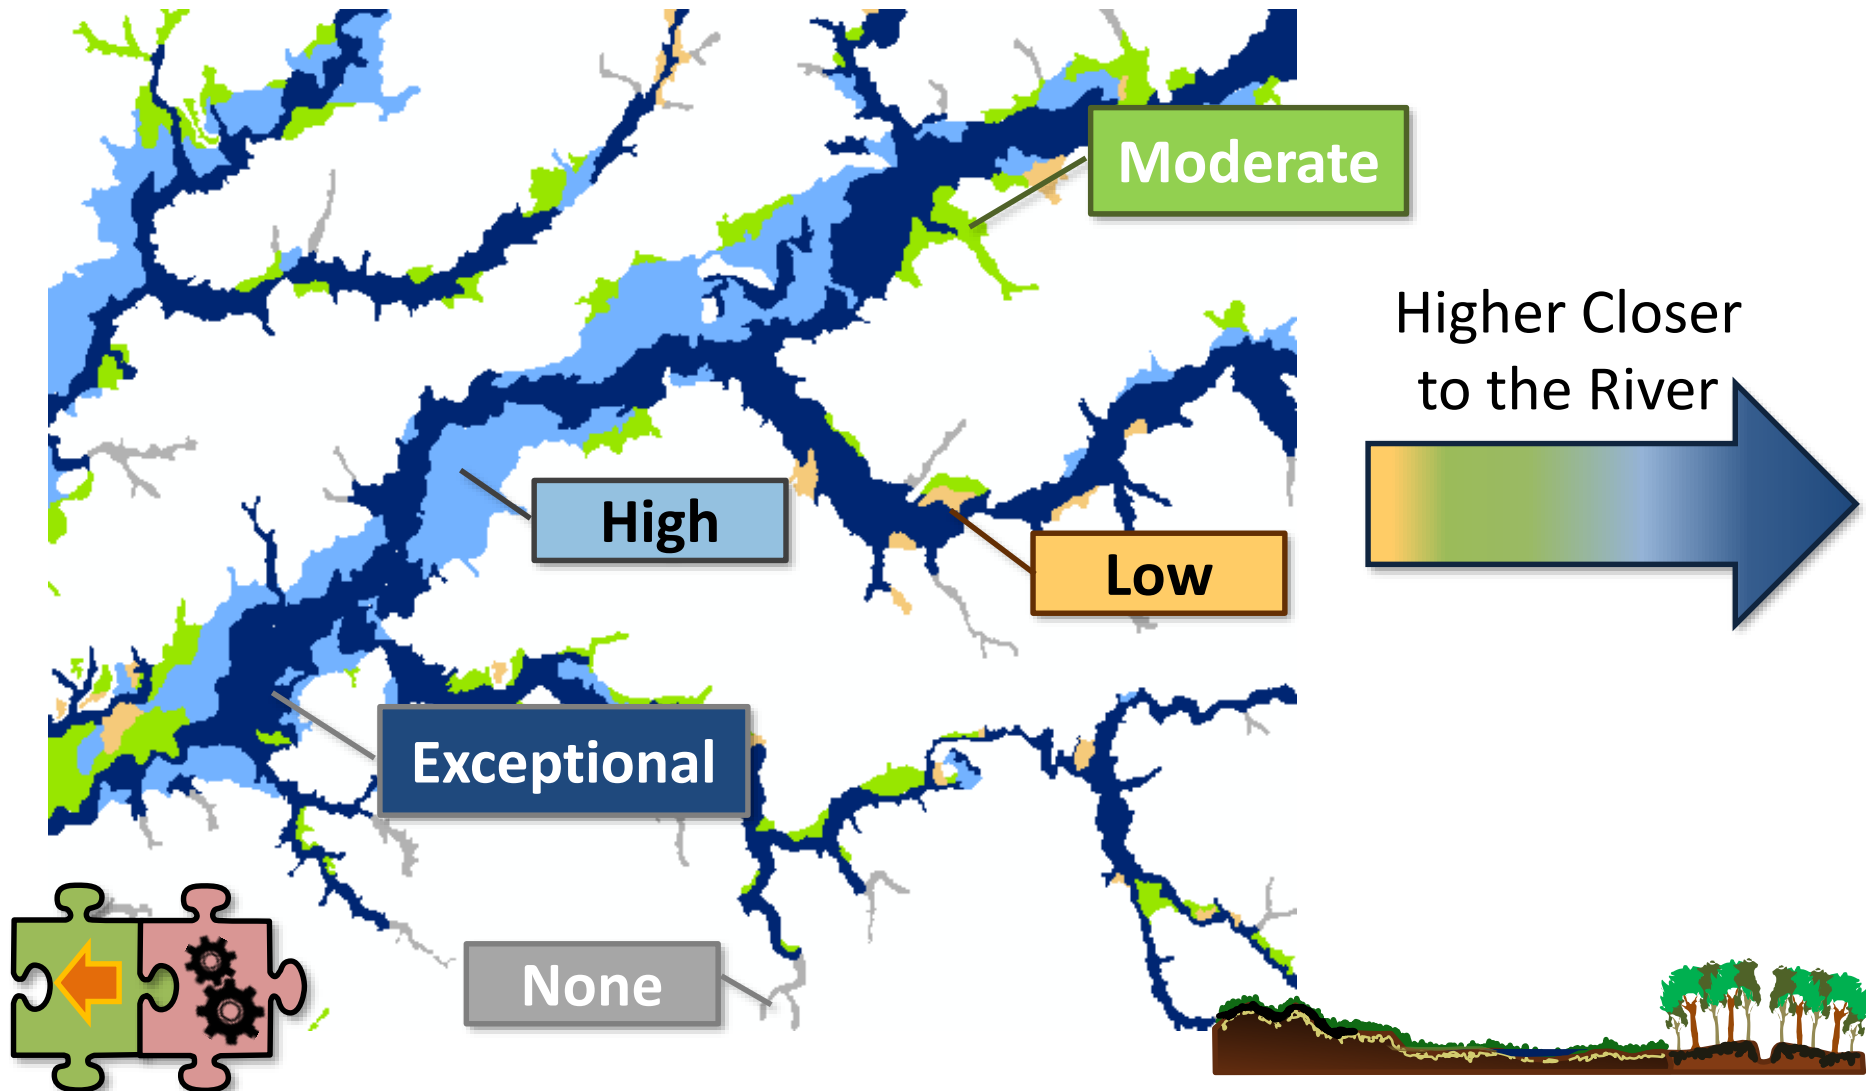 Moderate
Higher Closer
to the River
High
Low
Exceptional
None